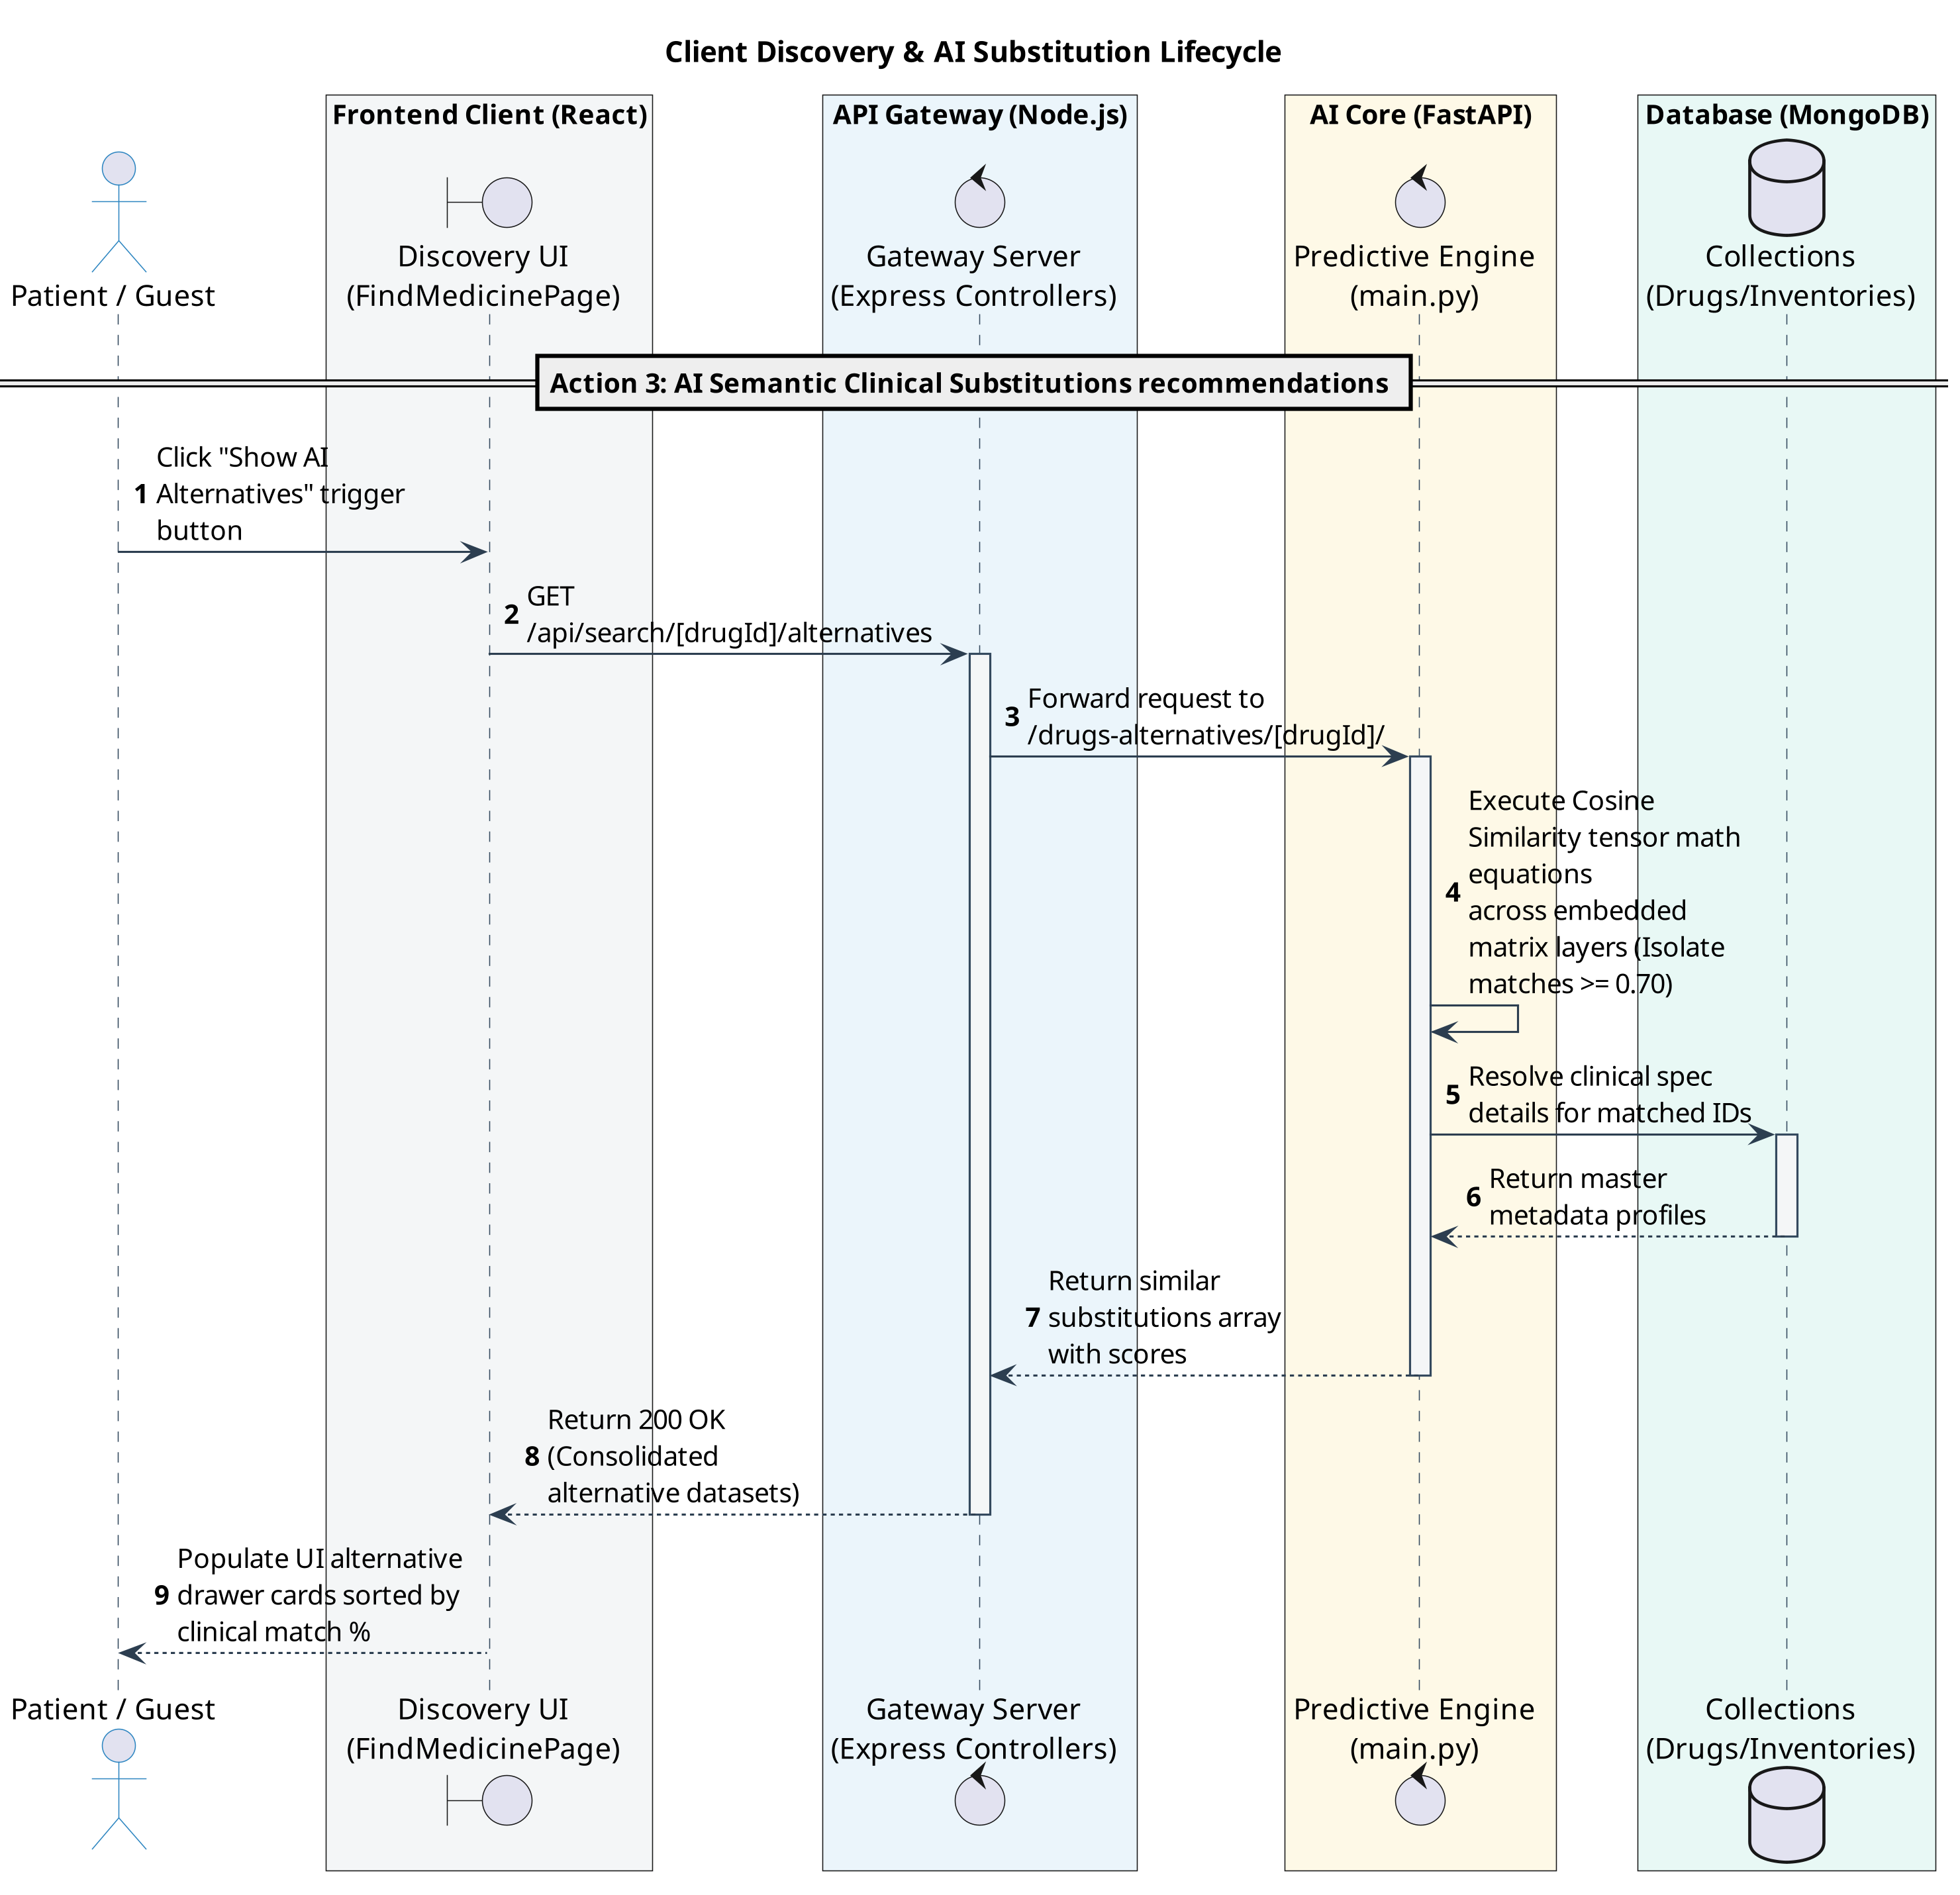 Client Discovery & AI Substitution Lifecycle
Frontend Client (React)
API Gateway (Node.js)
AI Core (FastAPI)
Database (MongoDB)
Patient / Guest
Discovery UI
(FindMedicinePage)
Gateway Server
(Express Controllers)
Predictive Engine
(main.py)
Collections
(Drugs/Inventories)
Action 3: AI Semantic Clinical Substitutions recommendations
1 Click "Show AI
Alternatives" trigger
button
2 GET
/api/search/[drugId]/alternatives
3 Forward request to
/drugs-alternatives/[drugId]/
4 Execute Cosine
Similarity tensor math
equations
across embedded
matrix layers (Isolate
matches >= 0.70)
5 Resolve clinical spec
details for matched IDs
6 Return master
metadata profiles
7 Return similar
substitutions array
with scores
8 Return 200 OK
(Consolidated
alternative datasets)
9 Populate UI alternative
drawer cards sorted by
clinical match %
Patient / Guest
Discovery UI
(FindMedicinePage)
Gateway Server
(Express Controllers)
Predictive Engine
(main.py)
Collections
(Drugs/Inventories)